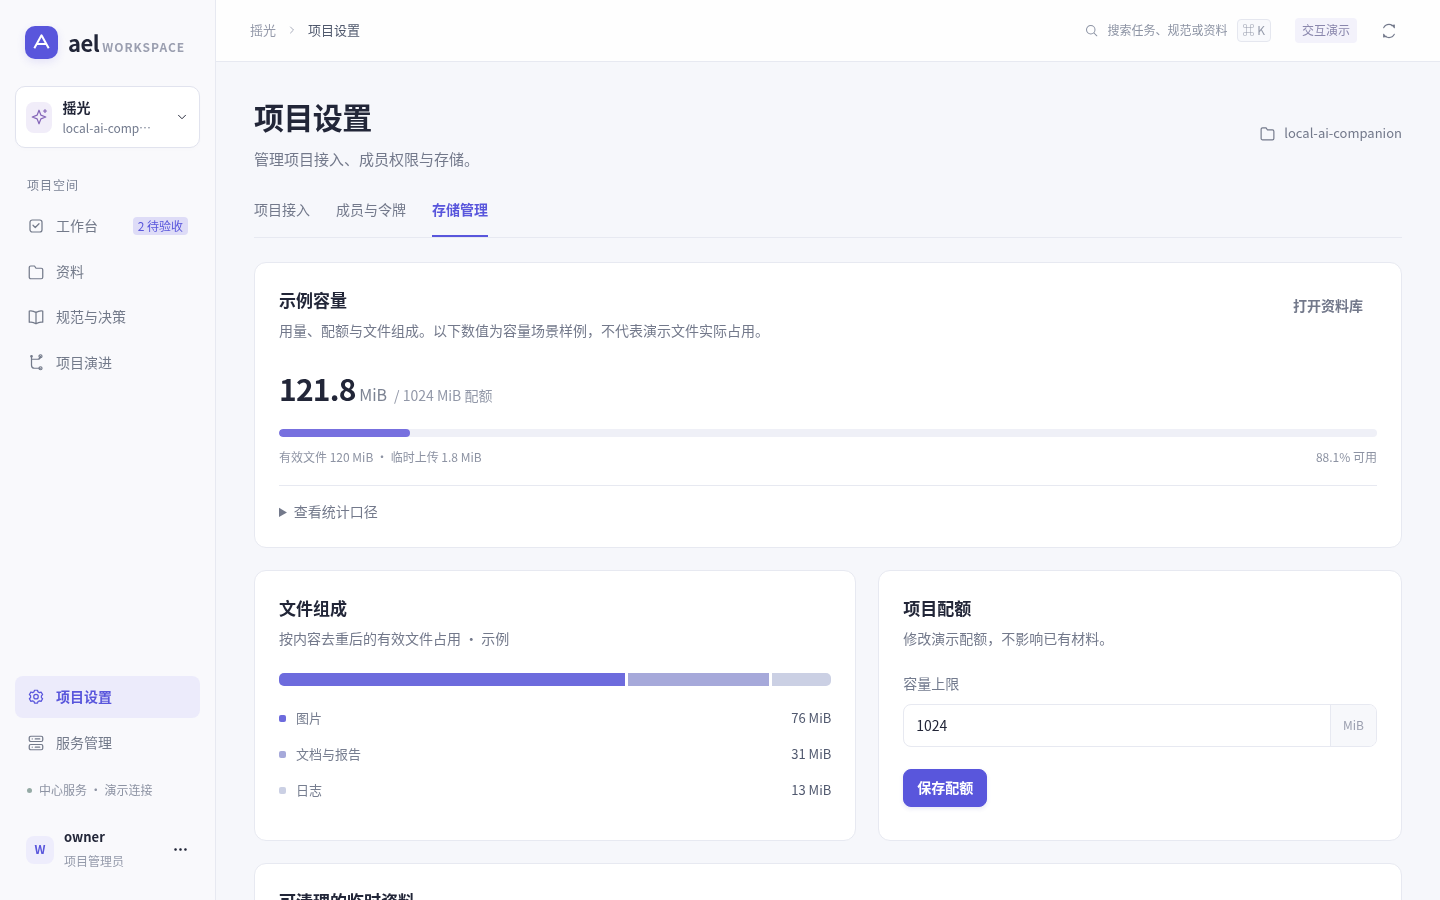 ael WORKSPACE
摇光
local-ai-comp···
项目空间
工作台 2 待验收
资料
规范与决策
项目演进
项目设置
服务管理
中心服务 · 演示连接
W owner
项目管理员
摇光 › 项目设置
搜索任务、规范或资料 ⌘ K 交互演示
项目设置
管理项目接入、成员权限与存储。
local-ai-companion
项目接入 成员与令牌 存储管理
示例容量
用量、配额与文件组成。以下数值为容量场景样例，不代表演示文件实际占用。
打开资料库
121.8 MiB / 1024 MiB 配额
有效文件 120 MiB · 临时上传 1.8 MiB 88.1% 可用
查看统计口径
文件组成
按内容去重后的有效文件占用 · 示例
图片 76 MiB
文档与报告 31 MiB
日志 13 MiB
项目配额
修改演示配额，不影响已有材料。
容量上限
1024 MiB
保存配额
可清理的临时资料